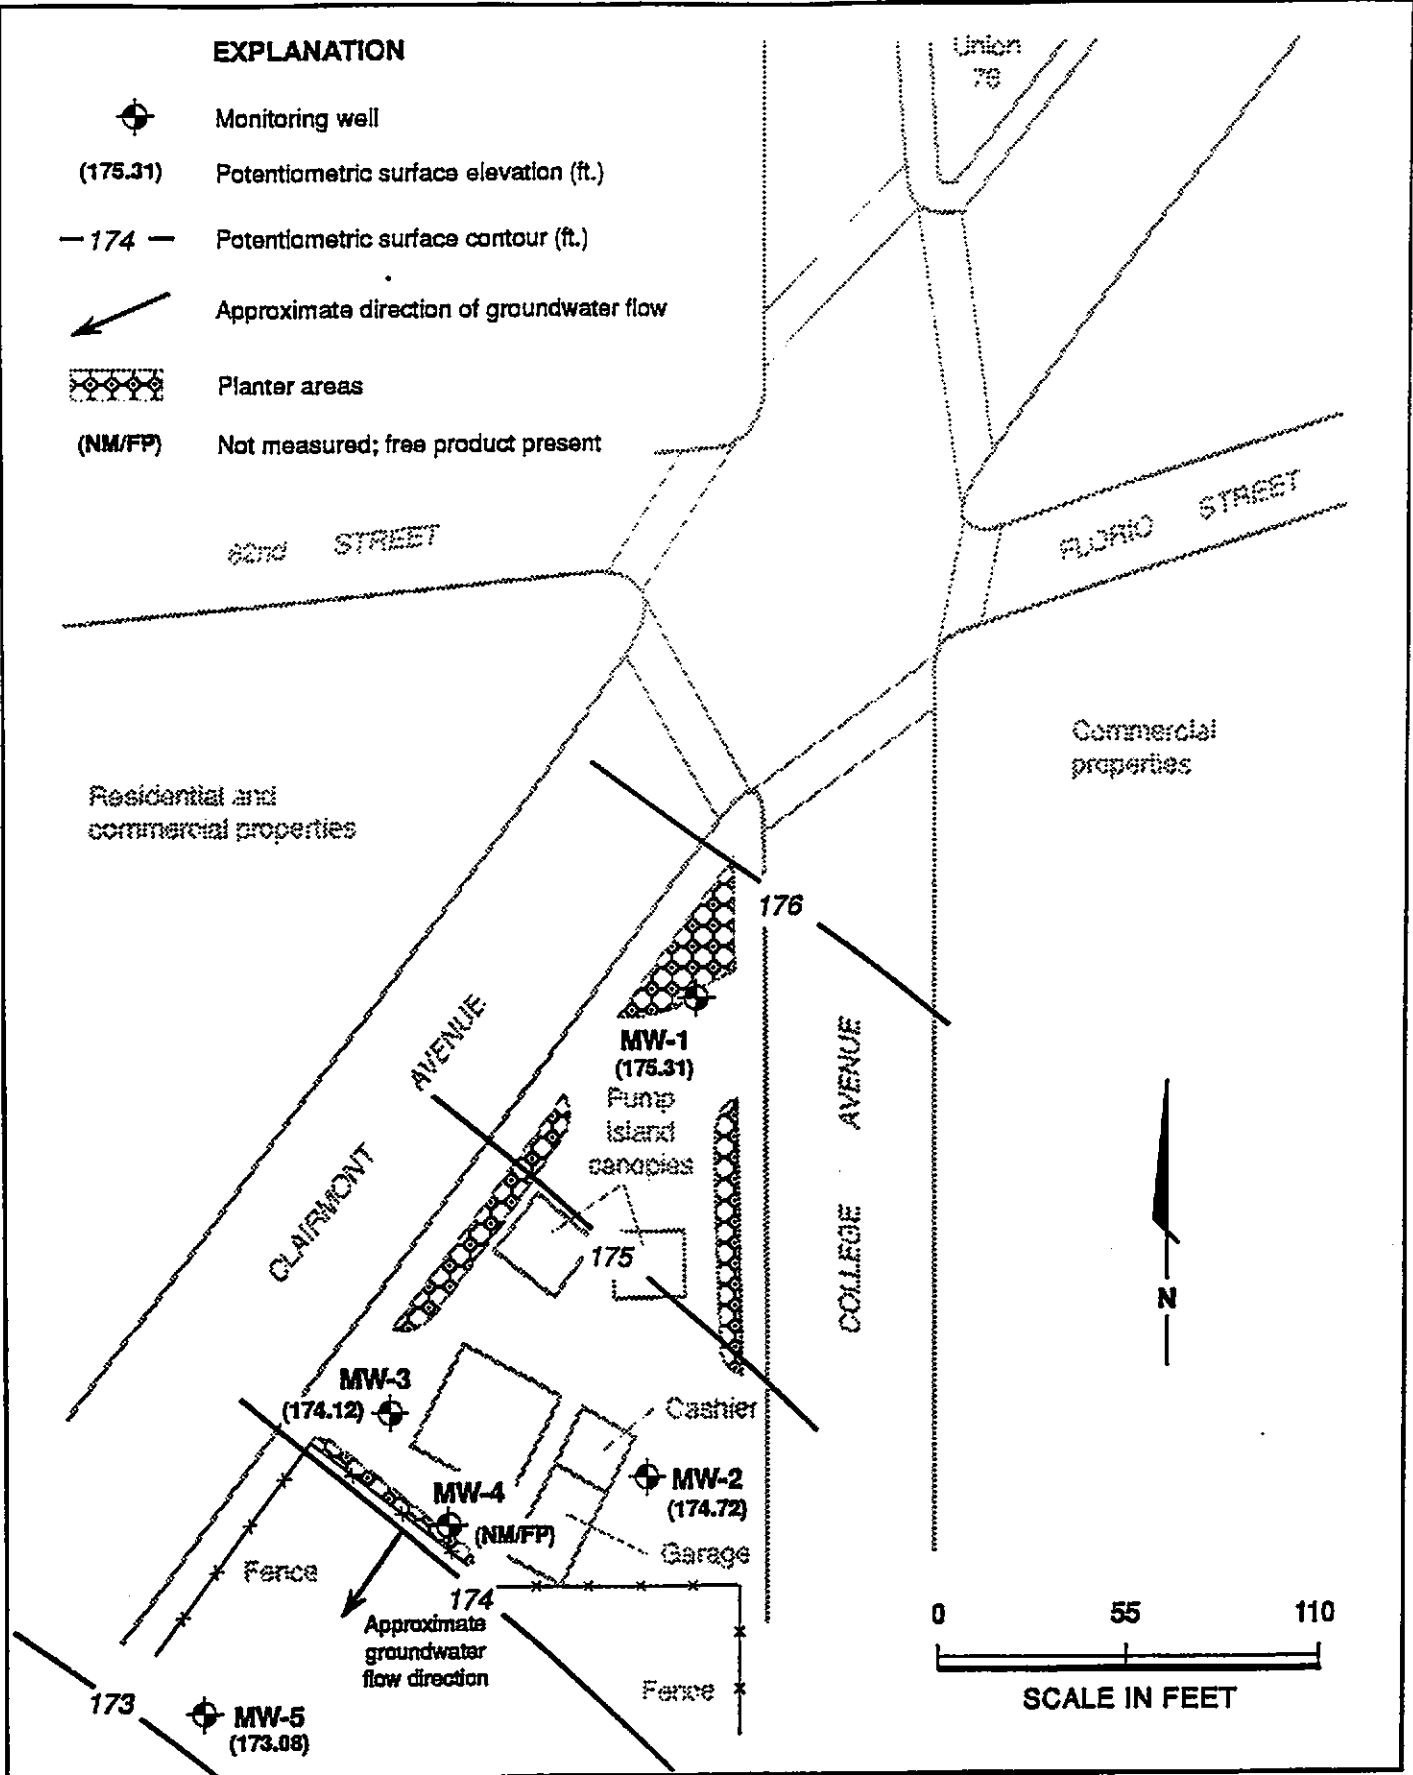 EXPLANATION
Monitoring well
(175.31) Potentiometric surface elevation (ft.)
— 174 — Potentiometric surface contour (ft.)
Approximate direction of groundwater flow
Planter areas
(NM/FP) Not measured; free product present
Union
76
62nd STREET
FLORIO STREET
Commercial
properties
Residential and
commercial properties
176
MW-1
(175.31)
Pump
island
canopies
CLAIRMONT AVENUE
COLLEGE AVENUE
175
N
MW-3
(174.12)
Cashier
MW-2
(174.72)
MW-4
(NM/FP)
Garage
Fence
174
Approximate
groundwater
flow direction
Fence
173
MW-5
(173.08)
0 55 110
SCALE IN FEET